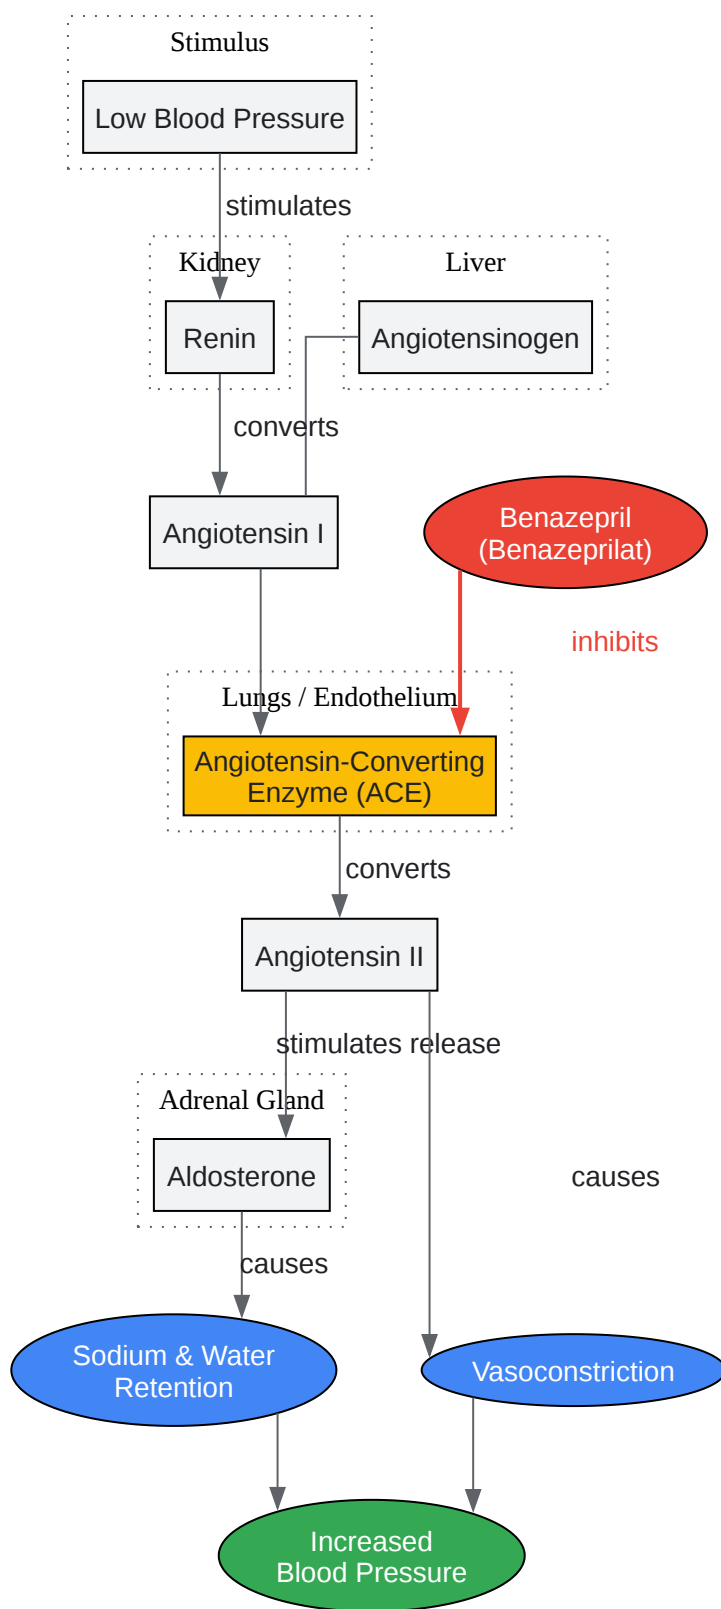 Stimulus
Low Blood Pressure
stimulates
Kidney
Liver
Renin
Angiotensinogen
converts
Angiotensin I
Benazepril
(Benazeprilat)
inhibits
Lungs / Endothelium
Angiotensin-Converting
Enzyme (ACE)
converts
Angiotensin II
stimulates release
Adrenal Gland
Aldosterone
causes
causes
Sodium & Water
Retention
Vasoconstriction
Increased
Blood Pressure